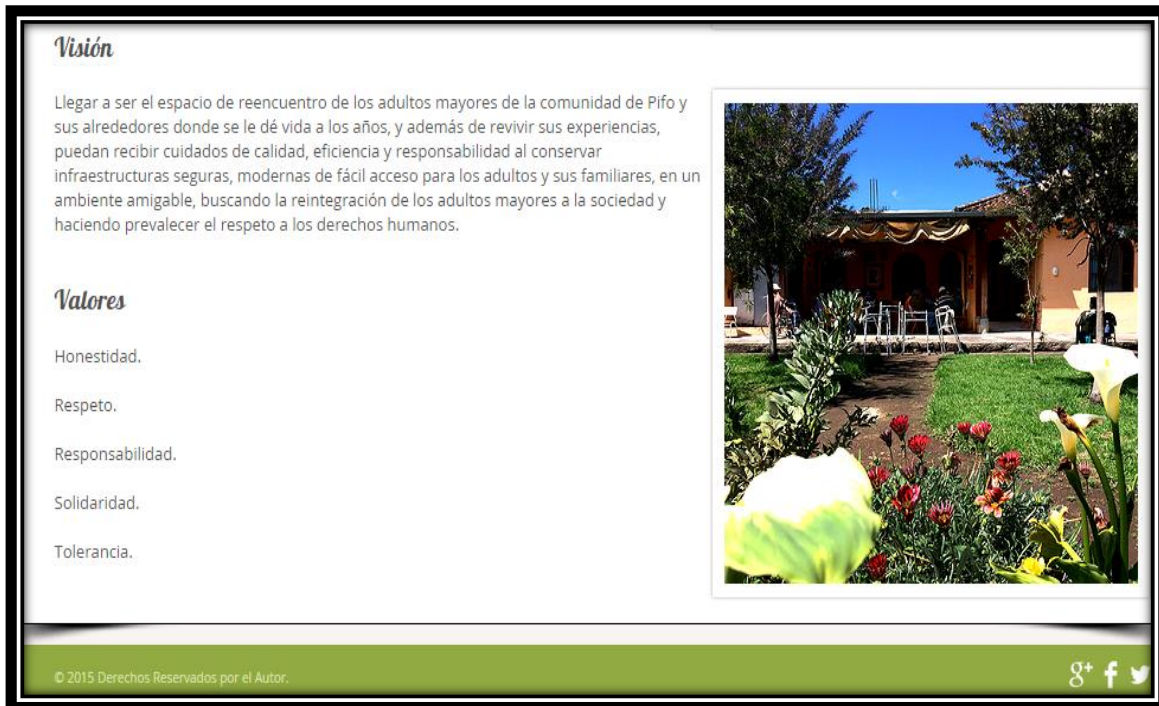 Visión
Llegar a ser el espacio de reencuentro de los adultos mayores de la comunidad de Pifo y
sus alrededores donde se le dé vida a los años, y además de revivir sus experiencias,
puedan recibir cuidados de calidad, eficiencia y responsabilidad al conservar
infraestructuras seguras, modernas de fácil acceso para los adultos y sus familiares, en un
ambiente amigable, buscando la reintegración de los adultos mayores a la sociedad y
haciendo prevalecer el respeto a los derechos humanos.
Valores
Honestidad.
Respeto.
Responsabilidad.
Solidaridad.
Tolerancia.
© 2015 Derechos Reservados por el Autor.